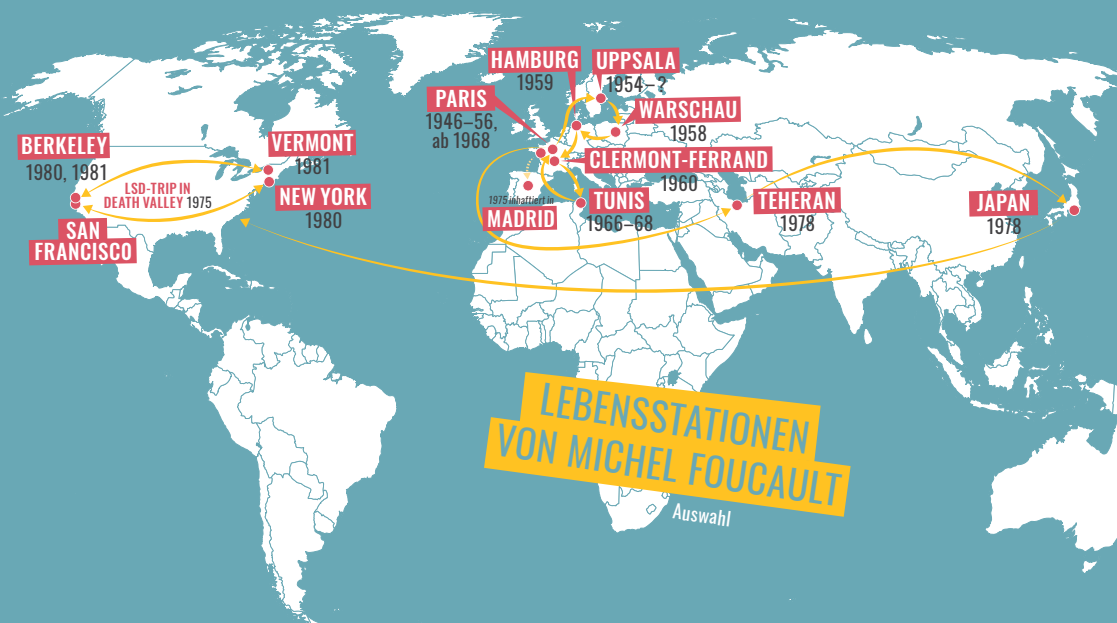 HAMBURG
1959
UPPSALA
1954–?
PARIS
1946–56,
ab 1968
WARSCHAU
1958
BERKELEY
1980, 1981
VERMONT
1981
CLERMONT-FERRAND
1960
LSD-TRIP IN
DEATH VALLEY 1975
NEW YORK
1980
1975 inhaftiert in
MADRID
TUNIS
1966–68
TEHERAN
1978
JAPAN
1978
SAN
FRANCISCO
LEBENSSTATIONEN
VON MICHEL FOUCAULT
Auswahl